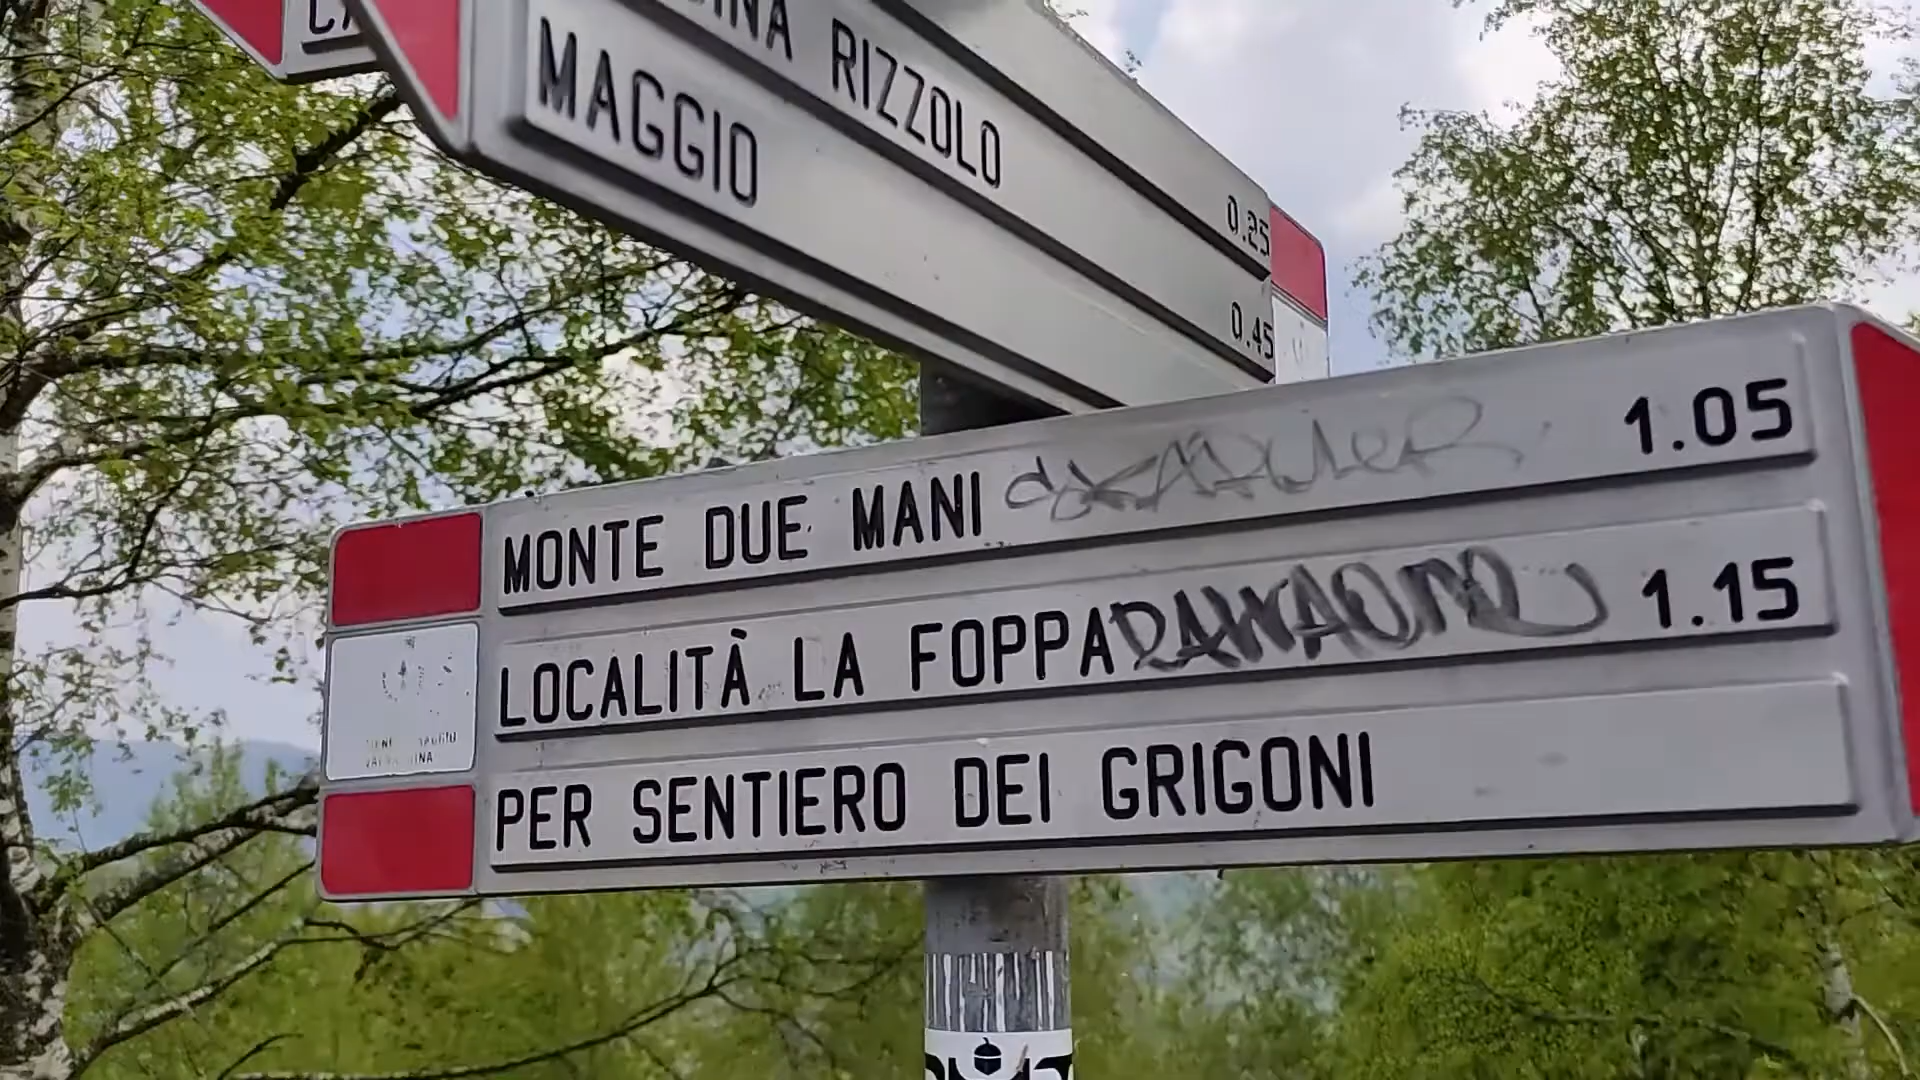 RIZZOLO 0.25
MAGGIO 0.45
MONTE DUE MANI 1.05
LOCALITÀ LA FOPPA 1.15
PER SENTIERO DEI GRIGONI